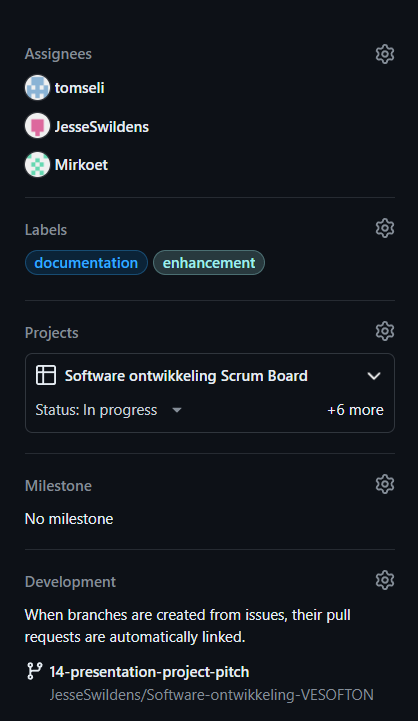 Assignees
tomseli
JesseSwildens
Mirkoet
Labels
documentation enhancement
Projects
Software ontwikkeling Scrum Board
Status: In progress +6 more
Milestone
No milestone
Development
When branches are created from issues, their pull
requests are automatically linked.
14-presentation-project-pitch
JesseSwildens/Software-ontwikkeling-VESOFTON